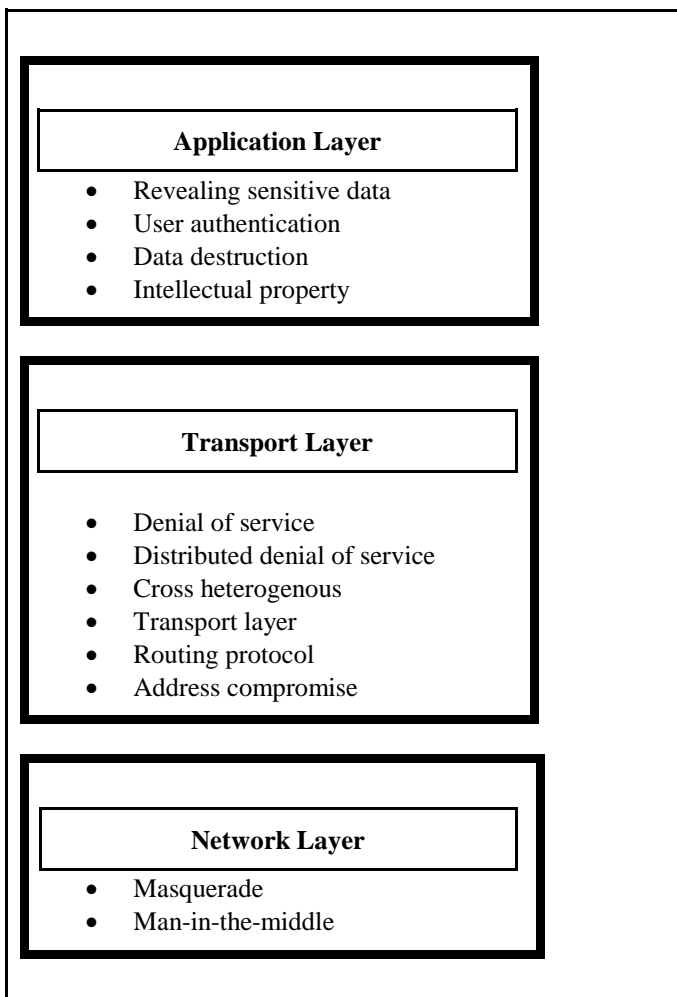 Application Layer
• Revealing sensitive data
• User authentication
• Data destruction
• Intellectual property
Transport Layer
• Denial of service
• Distributed denial of service
• Cross heterogenous
• Transport layer
• Routing protocol
• Address compromise
Network Layer
• Masquerade
• Man-in-the-middle